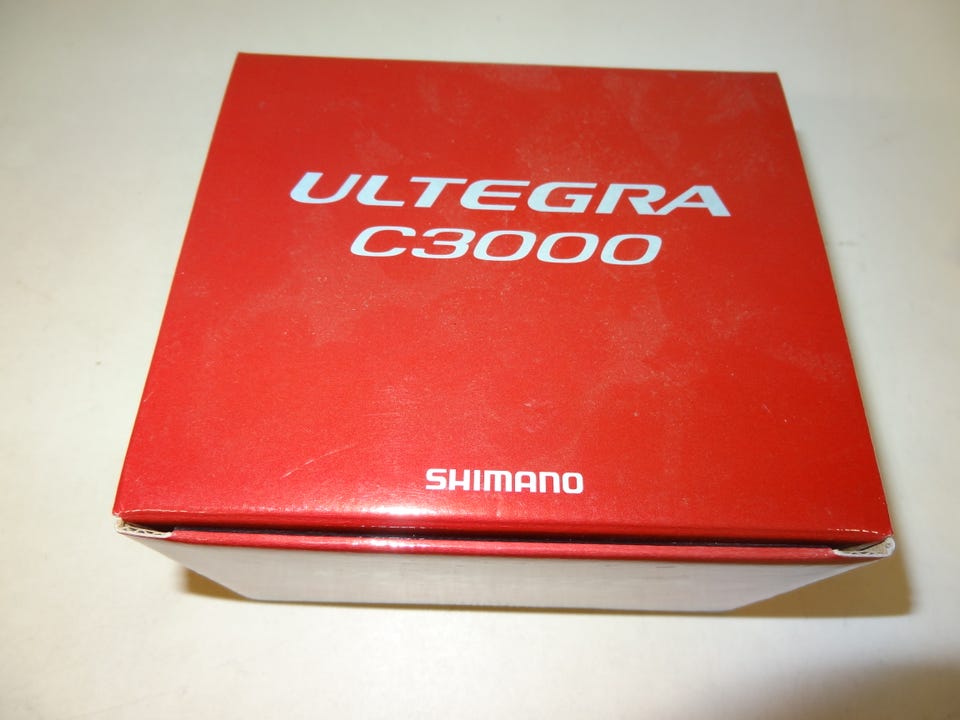 ULTEGRA
C3000
SHIMANO